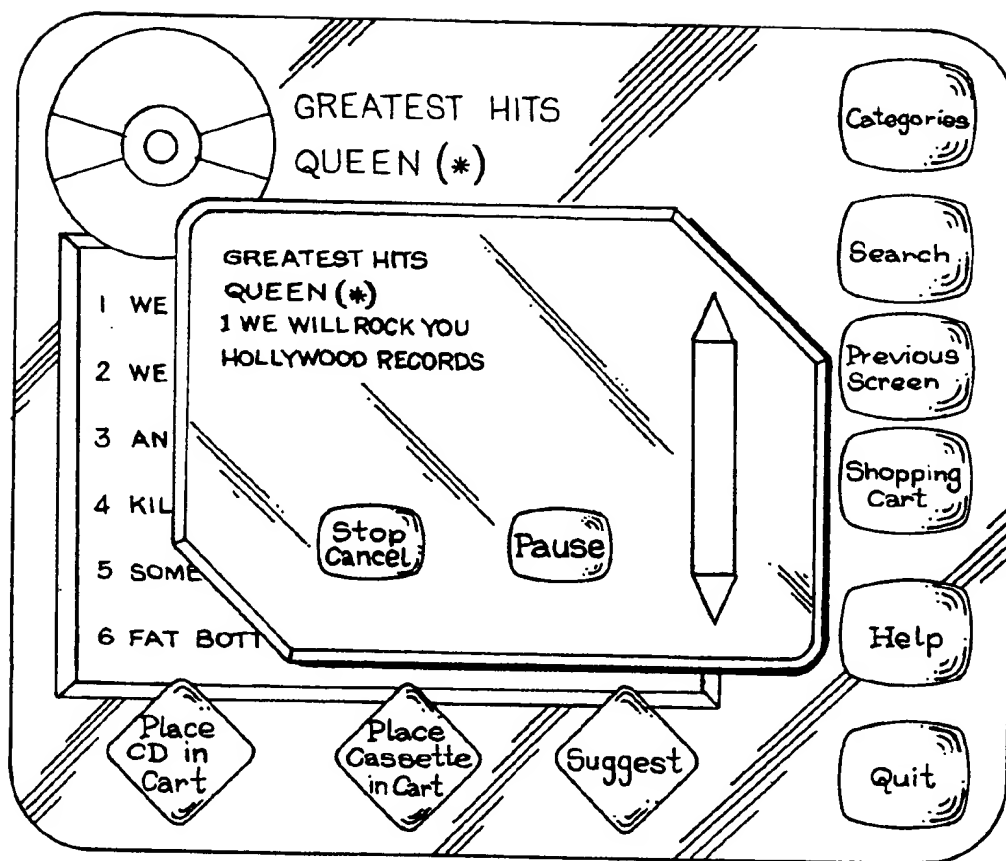 GREATEST HITS
QUEEN (*)
GREATEST HITS
QUEEN (*)
1 WE WILL ROCK YOU
HOLLYWOOD RECORDS
Stop
Cancel
Pause
1 WE
2 WE
3 AN
4 KIL
5 SOME
6 FAT BOTT
Place
CD in
Cart
Place
Cassette
in Cart
Suggest
Categories
Search
Previous
Screen
Shopping
Cart
Help
Quit